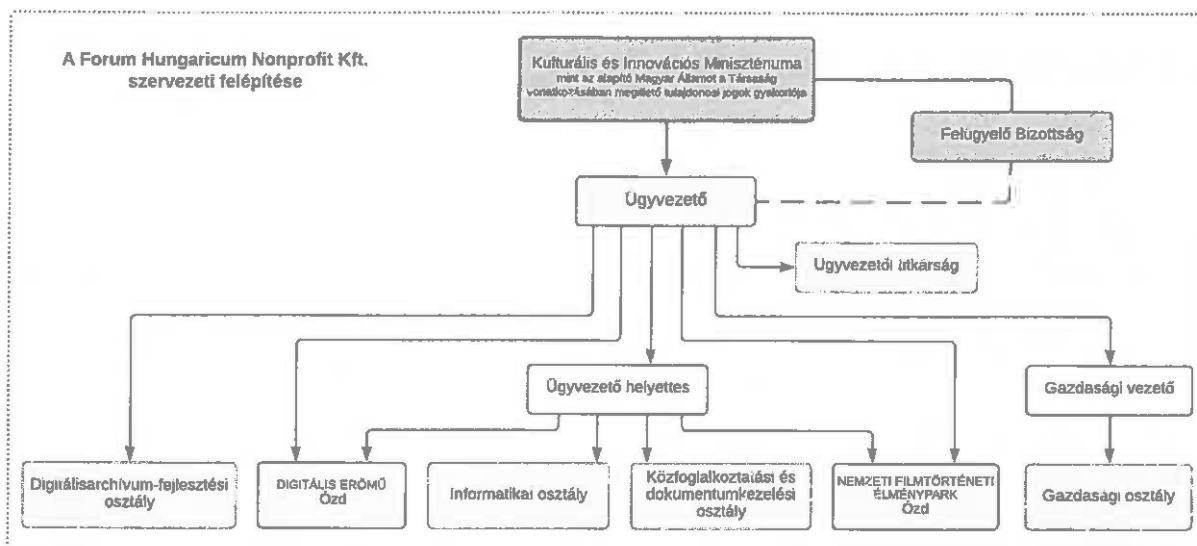 A Forum Hungaricum Nonprofit Kft.
szervezeti felépítése
Kulturális és Innovációs Minisztériuma
mint az alapító Magyar Államot a Társaság
vonatkozásában megillető tulajdonosi jogok gyakorlója
Felügyelő Bizottság
Ügyvezető
Ügyvezetői titkárság
Ügyvezető helyettes
Gazdasági vezető
Digitálisarchívum-fejlesztési
osztály
DIGITÁLIS ERŐMŰ
Ózd
Informatikai osztály
Közfoglalkoztatási és
dokumentumkezelési
osztály
NEMZETI FILMTÖRTÉNETI
ÉLMÉNYPARK
Ózd
Gazdasági osztály